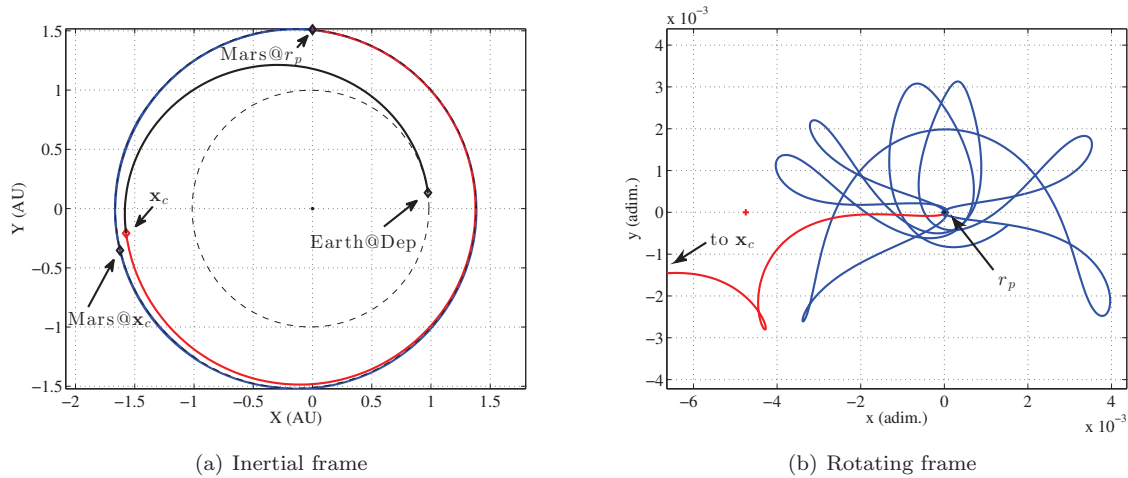 1.5
1
0.5
0
−0.5
−1
−1.5
−2 −1.5 −1 −0.5 0 0.5 1 1.5
X (AU)
Y (AU)
Mars@r_p
x_c
Earth@Dep
Mars@x_c
(a) Inertial frame
x 10⁻³
4
3
2
1
0
−1
−2
−3
−4
−6 −4 −2 0 2 4
x (adim.)
x 10⁻³
y (adim.)
to x_c
r_p
(b) Rotating frame